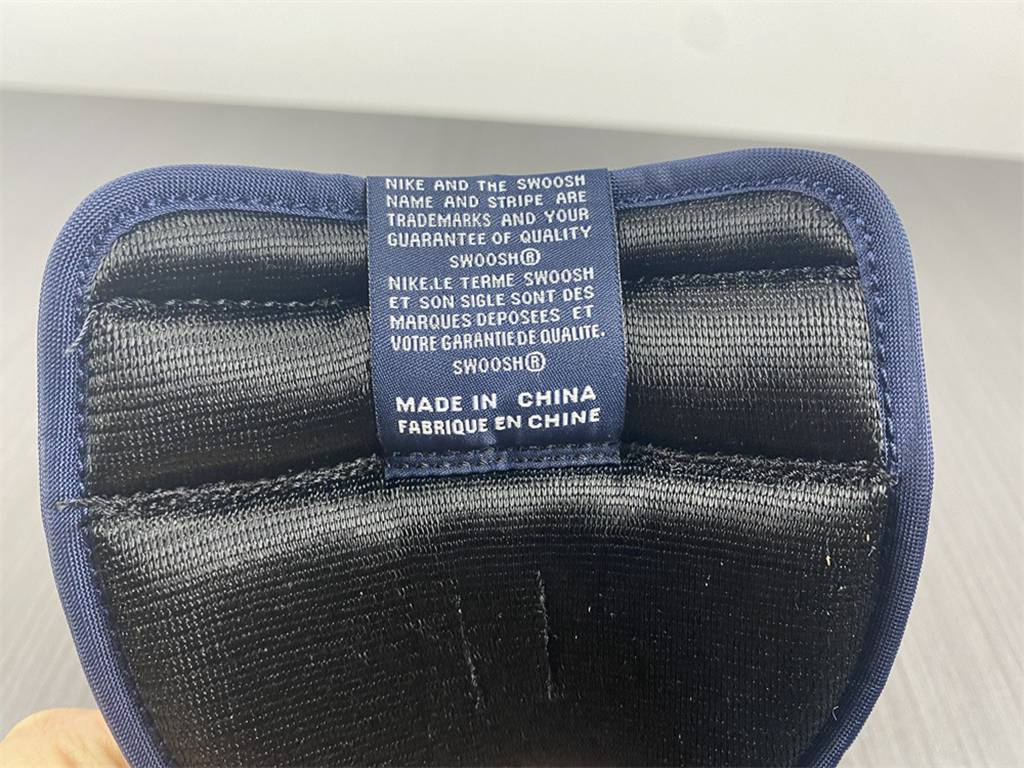 NIKE AND THE SWOOSH
NAME AND STRIPE ARE
TRADEMARKS AND YOUR
GUARANTEE OF QUALITY
SWOOSH®
NIKE.LE TERME SWOOSH
ET SON SIGLE SONT DES
MARQUES DEPOSEES ET
VOTRE GARANTIE DE QUALITE.
SWOOSH®
MADE IN CHINA
FABRIQUE EN CHINE